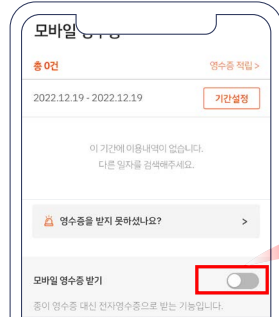 모바일
총 0건
영수증 적립 >
2022.12.19 - 2022.12.19
기간설정
이 기간에 이용내역이 없습니다.
다른 일자를 검색해주세요.
영수증을 받지 못하셨나요? >
모바일 영수증 받기
종이 영수증 대신 전자영수증으로 받는 기능입니다.